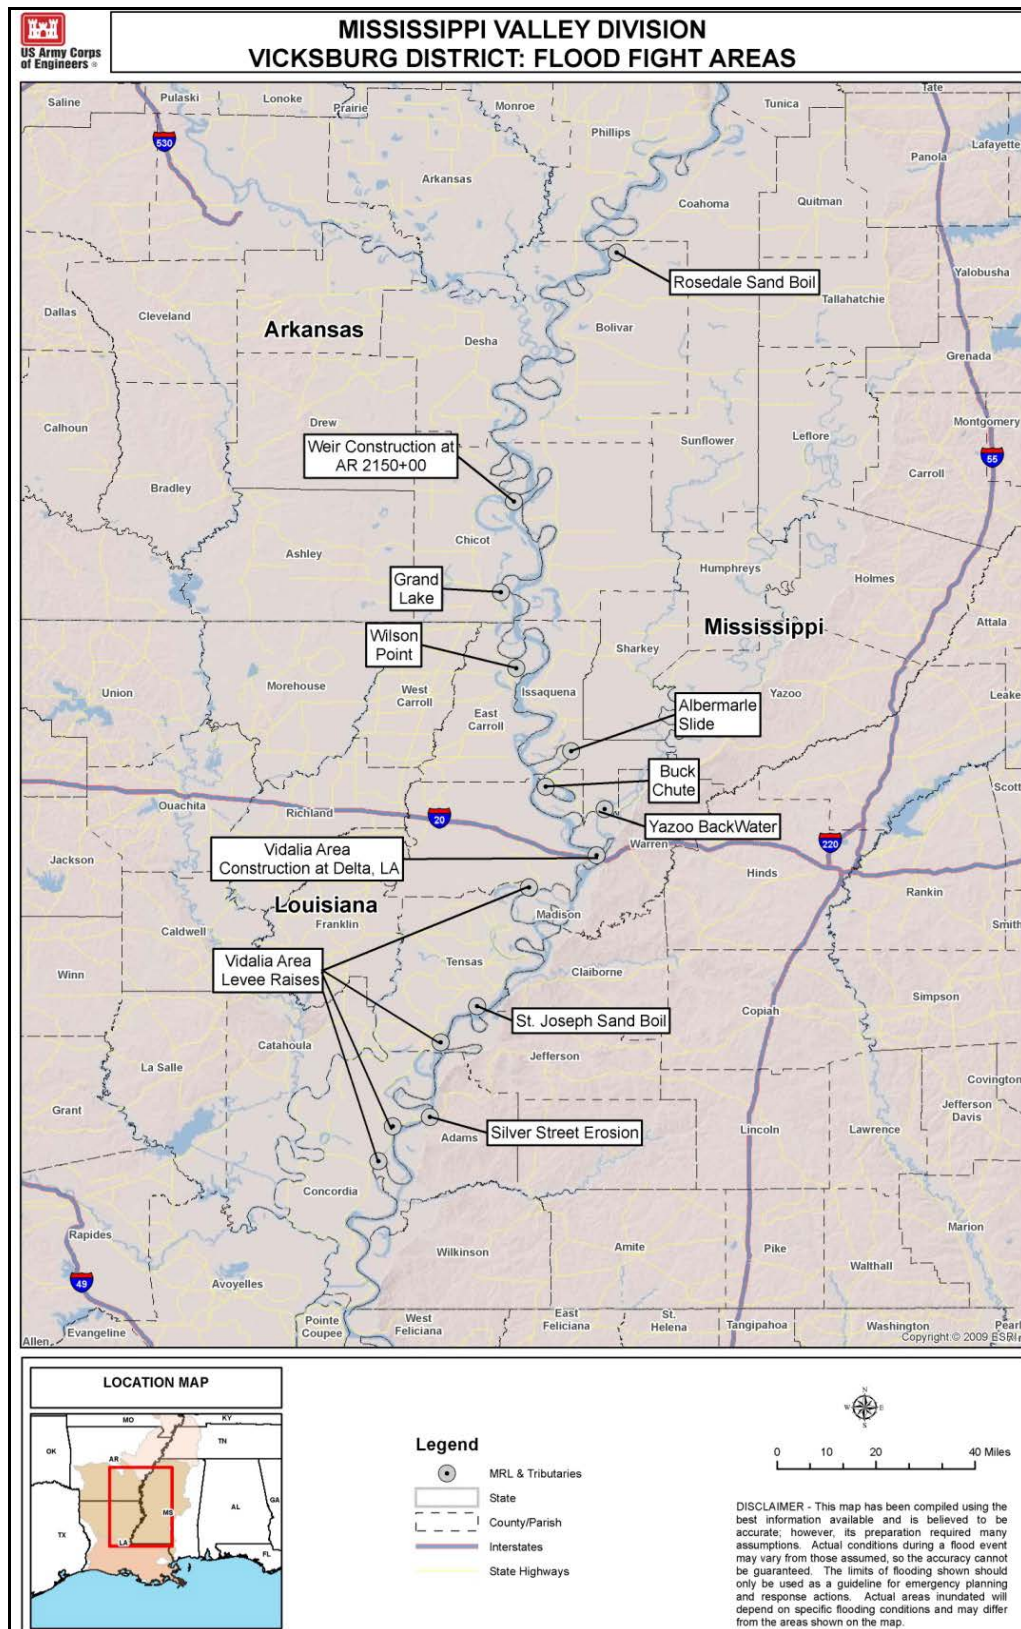 US Army Corps
of Engineers ®
MISSISSIPPI VALLEY DIVISION
VICKSBURG DISTRICT: FLOOD FIGHT AREAS
Saline
Pulaski
Lonoke
Prairie
Monroe
Tunica
Tate
530
Phillips
Panola
Lafayette
Arkansas
Coahoma
Quitman
Rosedale Sand Boil
Yalobusha
Tallahatchie
Dallas
Cleveland
Arkansas
Desha
Bolivar
Grenada
Calhoun
Drew
Montgomery
Sunflower
Leflore
Weir Construction at
AR 2150+00
55
Carroll
Bradley
Ashley
Chicot
Humphreys
Holmes
Grand
Lake
Attala
Mississippi
Wilson
Point
Sharkey
Union
Morehouse
West
Carroll
Issaquena
Yazoo
Leake
East
Carroll
Albermarle
Slide
Buck
Chute
Scott
Ouachita
Richland
20
Yazoo BackWater
Warren
220
Vidalia Area
Construction at Delta, LA
Jackson
Hinds
Rankin
Louisiana
Franklin
Madison
Smith
Caldwell
Winn
Vidalia Area
Levee Raises
Tensas
Claiborne
Simpson
St. Joseph Sand Boil
Copiah
Catahoula
Jefferson
La Salle
Covington
Grant
Jefferson
Davis
Silver Street Erosion
Adams
Lincoln
Lawrence
Concordia
Rapides
Marion
Wilkinson
Amite
Pike
Walthall
49
Avoyelles
Pointe
Coupee
West
Feliciana
East
Feliciana
St.
Helena
Tangipahoa
Washington
Pearl
Allen
Evangeline
Copyright © 2009 ESRI
LOCATION MAP
MO
KY
OK
TN
AR
MS
AL
GA
TX
LA
FL
Legend
MRL & Tributaries
State
County/Parish
Interstates
State Highways
N
W
E
S
0 10 20 40 Miles
DISCLAIMER - This map has been compiled using the
best information available and is believed to be
accurate; however, its preparation required many
assumptions. Actual conditions during a flood event
may vary from those assumed, so the accuracy cannot
be guaranteed. The limits of flooding shown should
only be used as a guideline for emergency planning
and response actions. Actual areas inundated will
depend on specific flooding conditions and may differ
from the areas shown on the map.